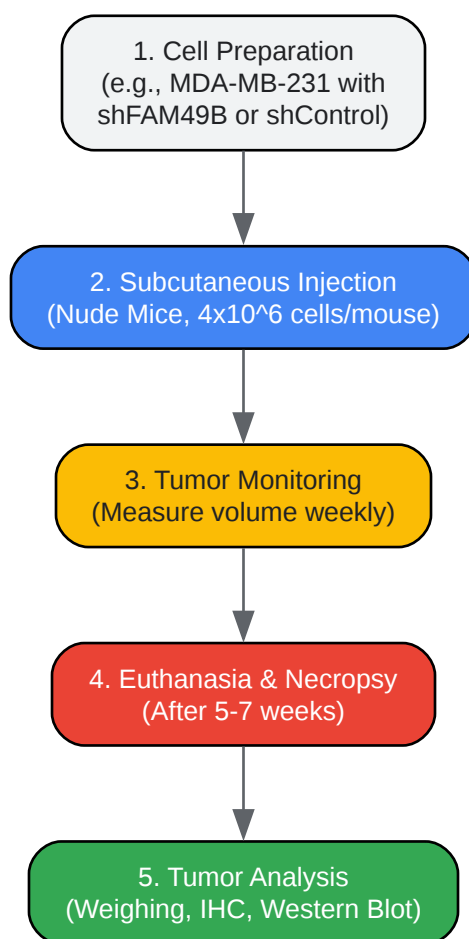 1. Cell Preparation
(e.g., MDA-MB-231 with
shFAM49B or shControl)
2. Subcutaneous Injection
(Nude Mice, 4x10^6 cells/mouse)
3. Tumor Monitoring
(Measure volume weekly)
4. Euthanasia & Necropsy
(After 5-7 weeks)
5. Tumor Analysis
(Weighing, IHC, Western Blot)